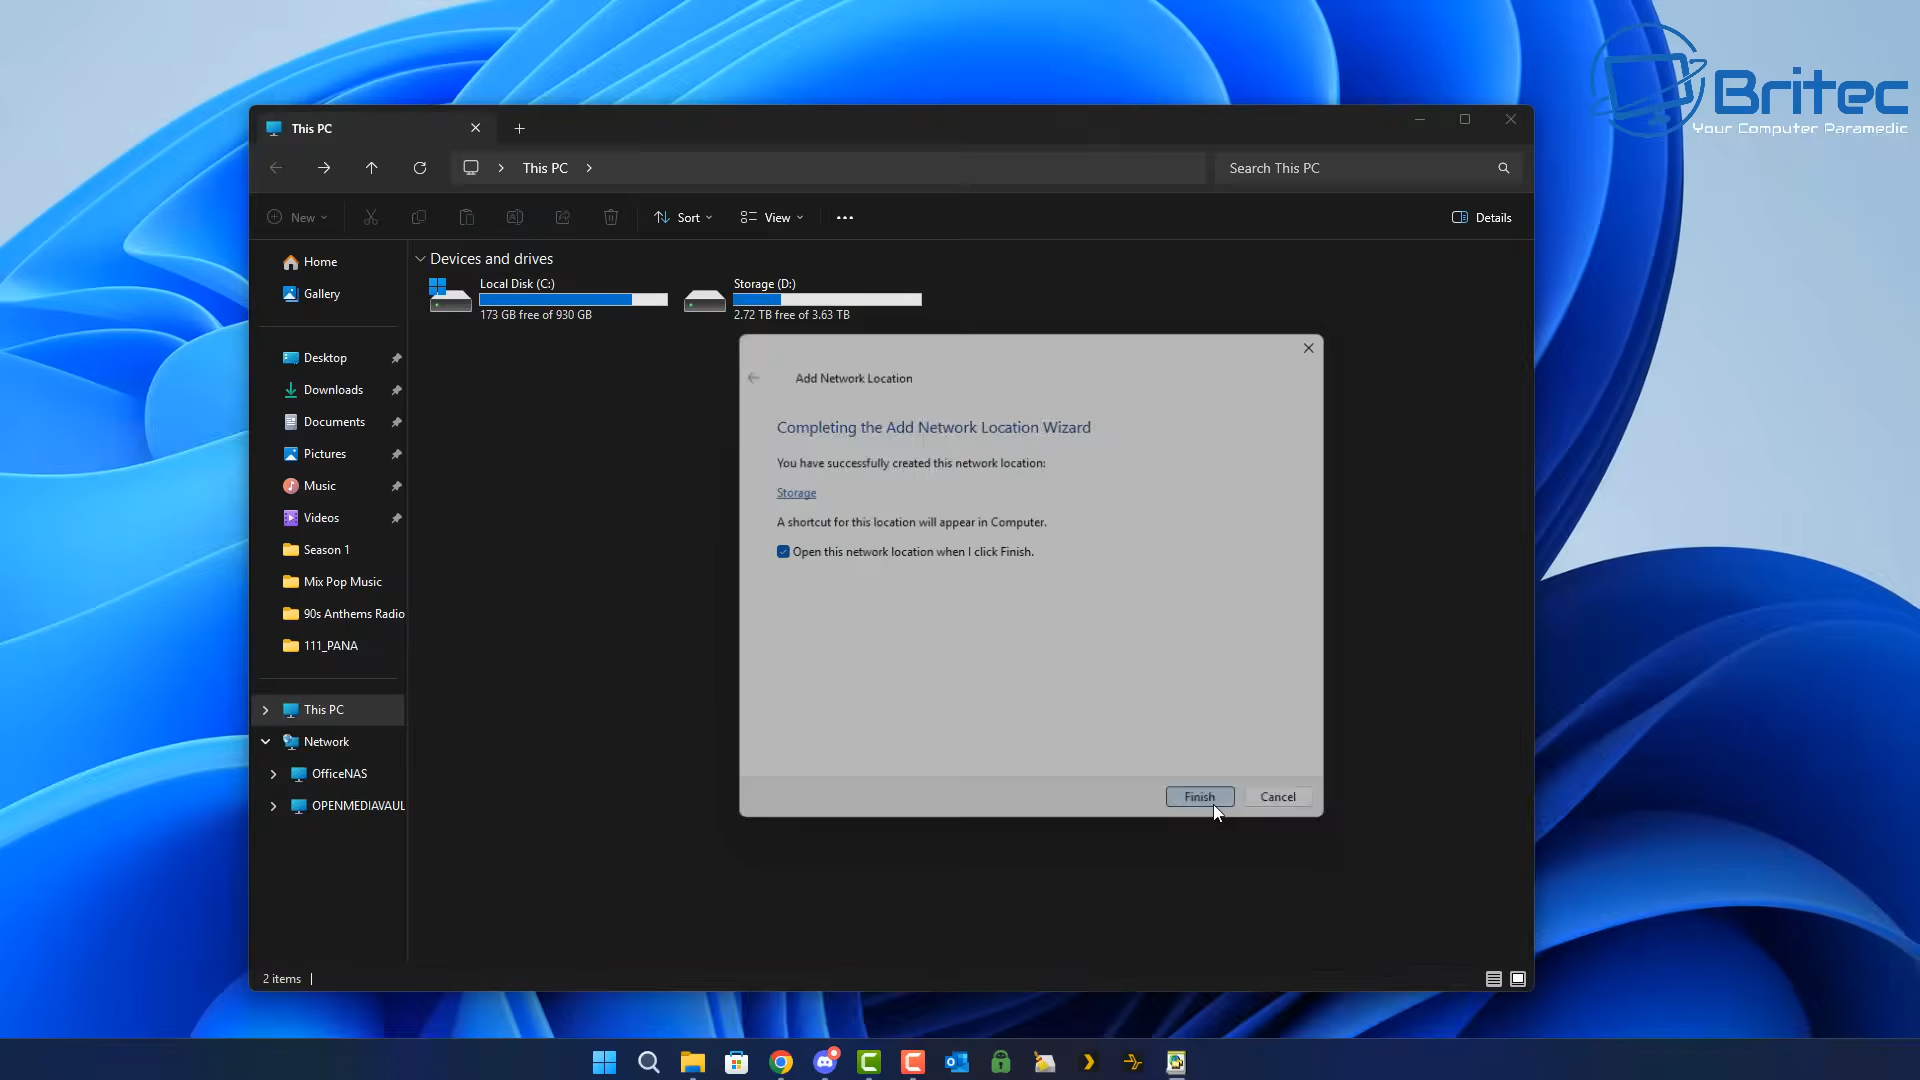 Britec
Your Computer Paramedic
This PC
This PC
Search This PC
New
Sort
View
Details
Home
Gallery
Desktop
Downloads
Documents
Pictures
Music
Videos
Season 1
Mix Pop Music
90s Anthems Radio
111_PANA
This PC
Network
OfficeNAS
OPENMEDIAVAUL
Devices and drives
Local Disk (C:)
173 GB free of 930 GB
Storage (D:)
2.72 TB free of 3.63 TB
Add Network Location
Completing the Add Network Location Wizard
You have successfully created this network location:
Storage
A shortcut for this location will appear in Computer.
Open this network location when I click Finish.
Finish
Cancel
2 items